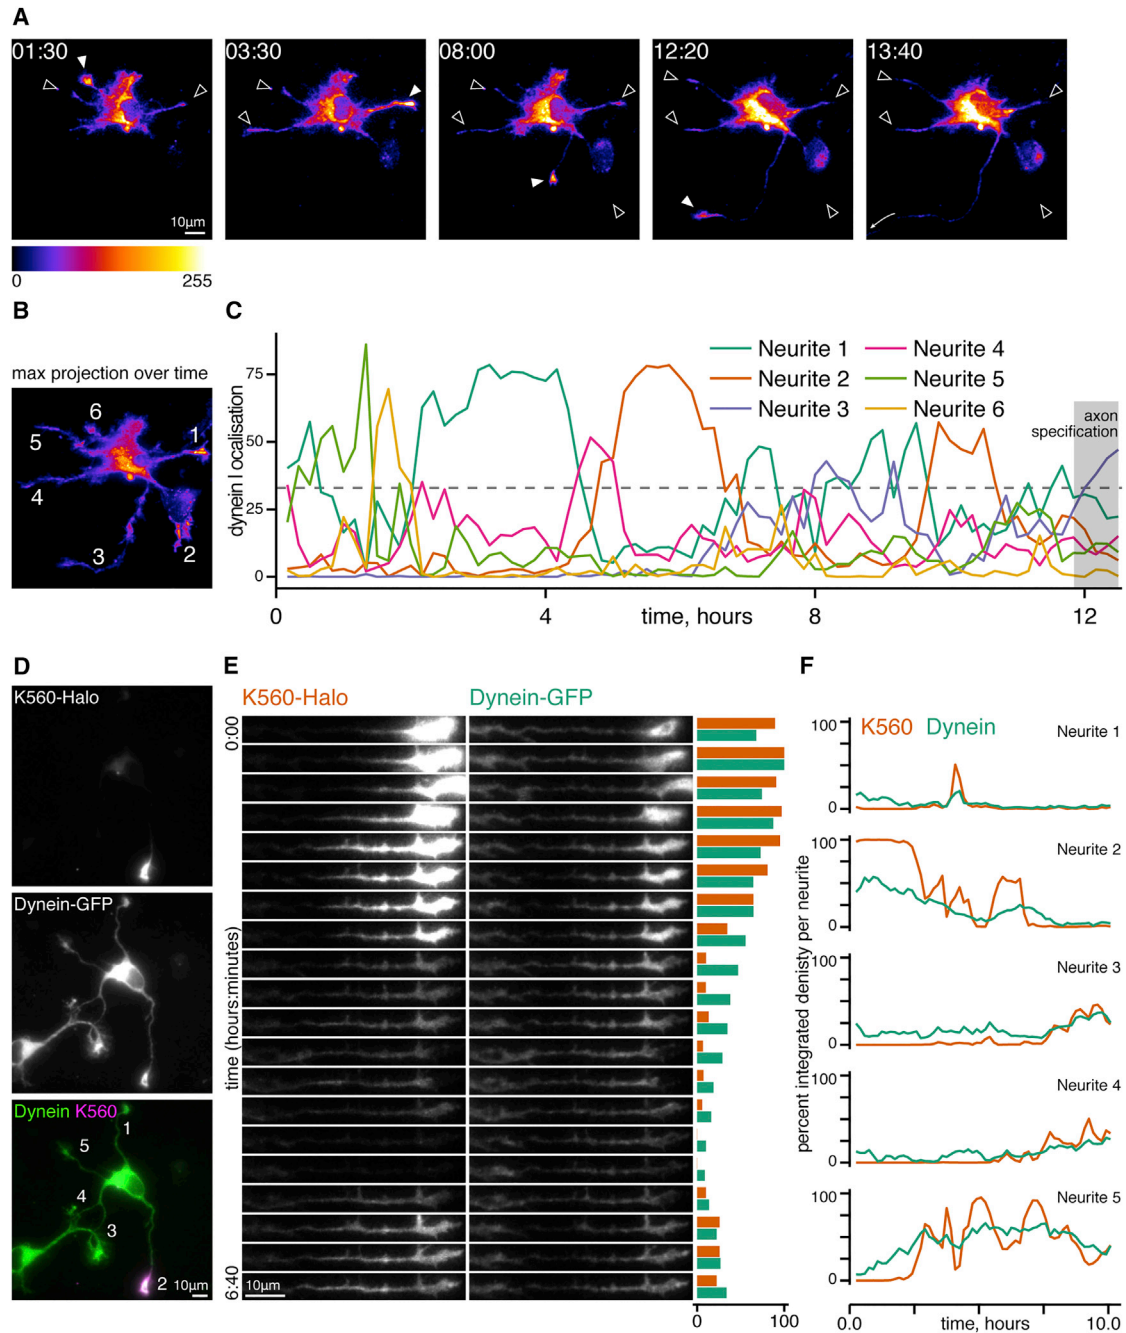 A
01:30
03:30
08:00
12:20
13:40
10μm
0
255
B
C
max projection over time
6
5
1
4
3
2
dynein l ocalisation
75
50
25
0
Neurite 1
Neurite 4
Neurite 2
Neurite 5
Neurite 3
Neurite 6
axon
specification
0
4
8
12
time, hours
D
E
F
K560-Halo
Dynein-GFP
Dynein K560
1
5
4
3
2
10μm
K560-Halo
Dynein-GFP
0:00
time (hours:minutes)
6:40
10μm
0
100
K560
Dynein
percent integrated denisty per neurite
100
0
Neurite 1
100
0
Neurite 2
100
0
Neurite 3
100
0
Neurite 4
100
0
Neurite 5
0.0
time, hours
10.0